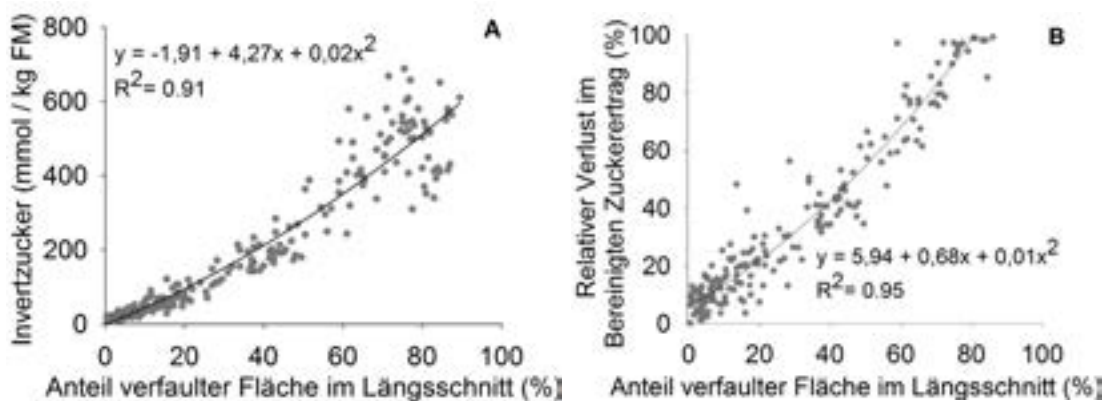 A
y = -1,91 + 4,27x + 0,02x²
R² = 0.91
Invertzucker (mmol / kg FM)
800
600
400
200
0
0 20 40 60 80 100
Anteil verfaulter Fläche im Längsschnitt (%)
B
Relativer Verlust im
Bereinigten Zuckerertrag (%)
100
80
60
40
20
0
y = 5,94 + 0,68x + 0,01x²
R² = 0.95
0 20 40 60 80 100
Anteil verfaulter Fläche im Längsschnitt (%)